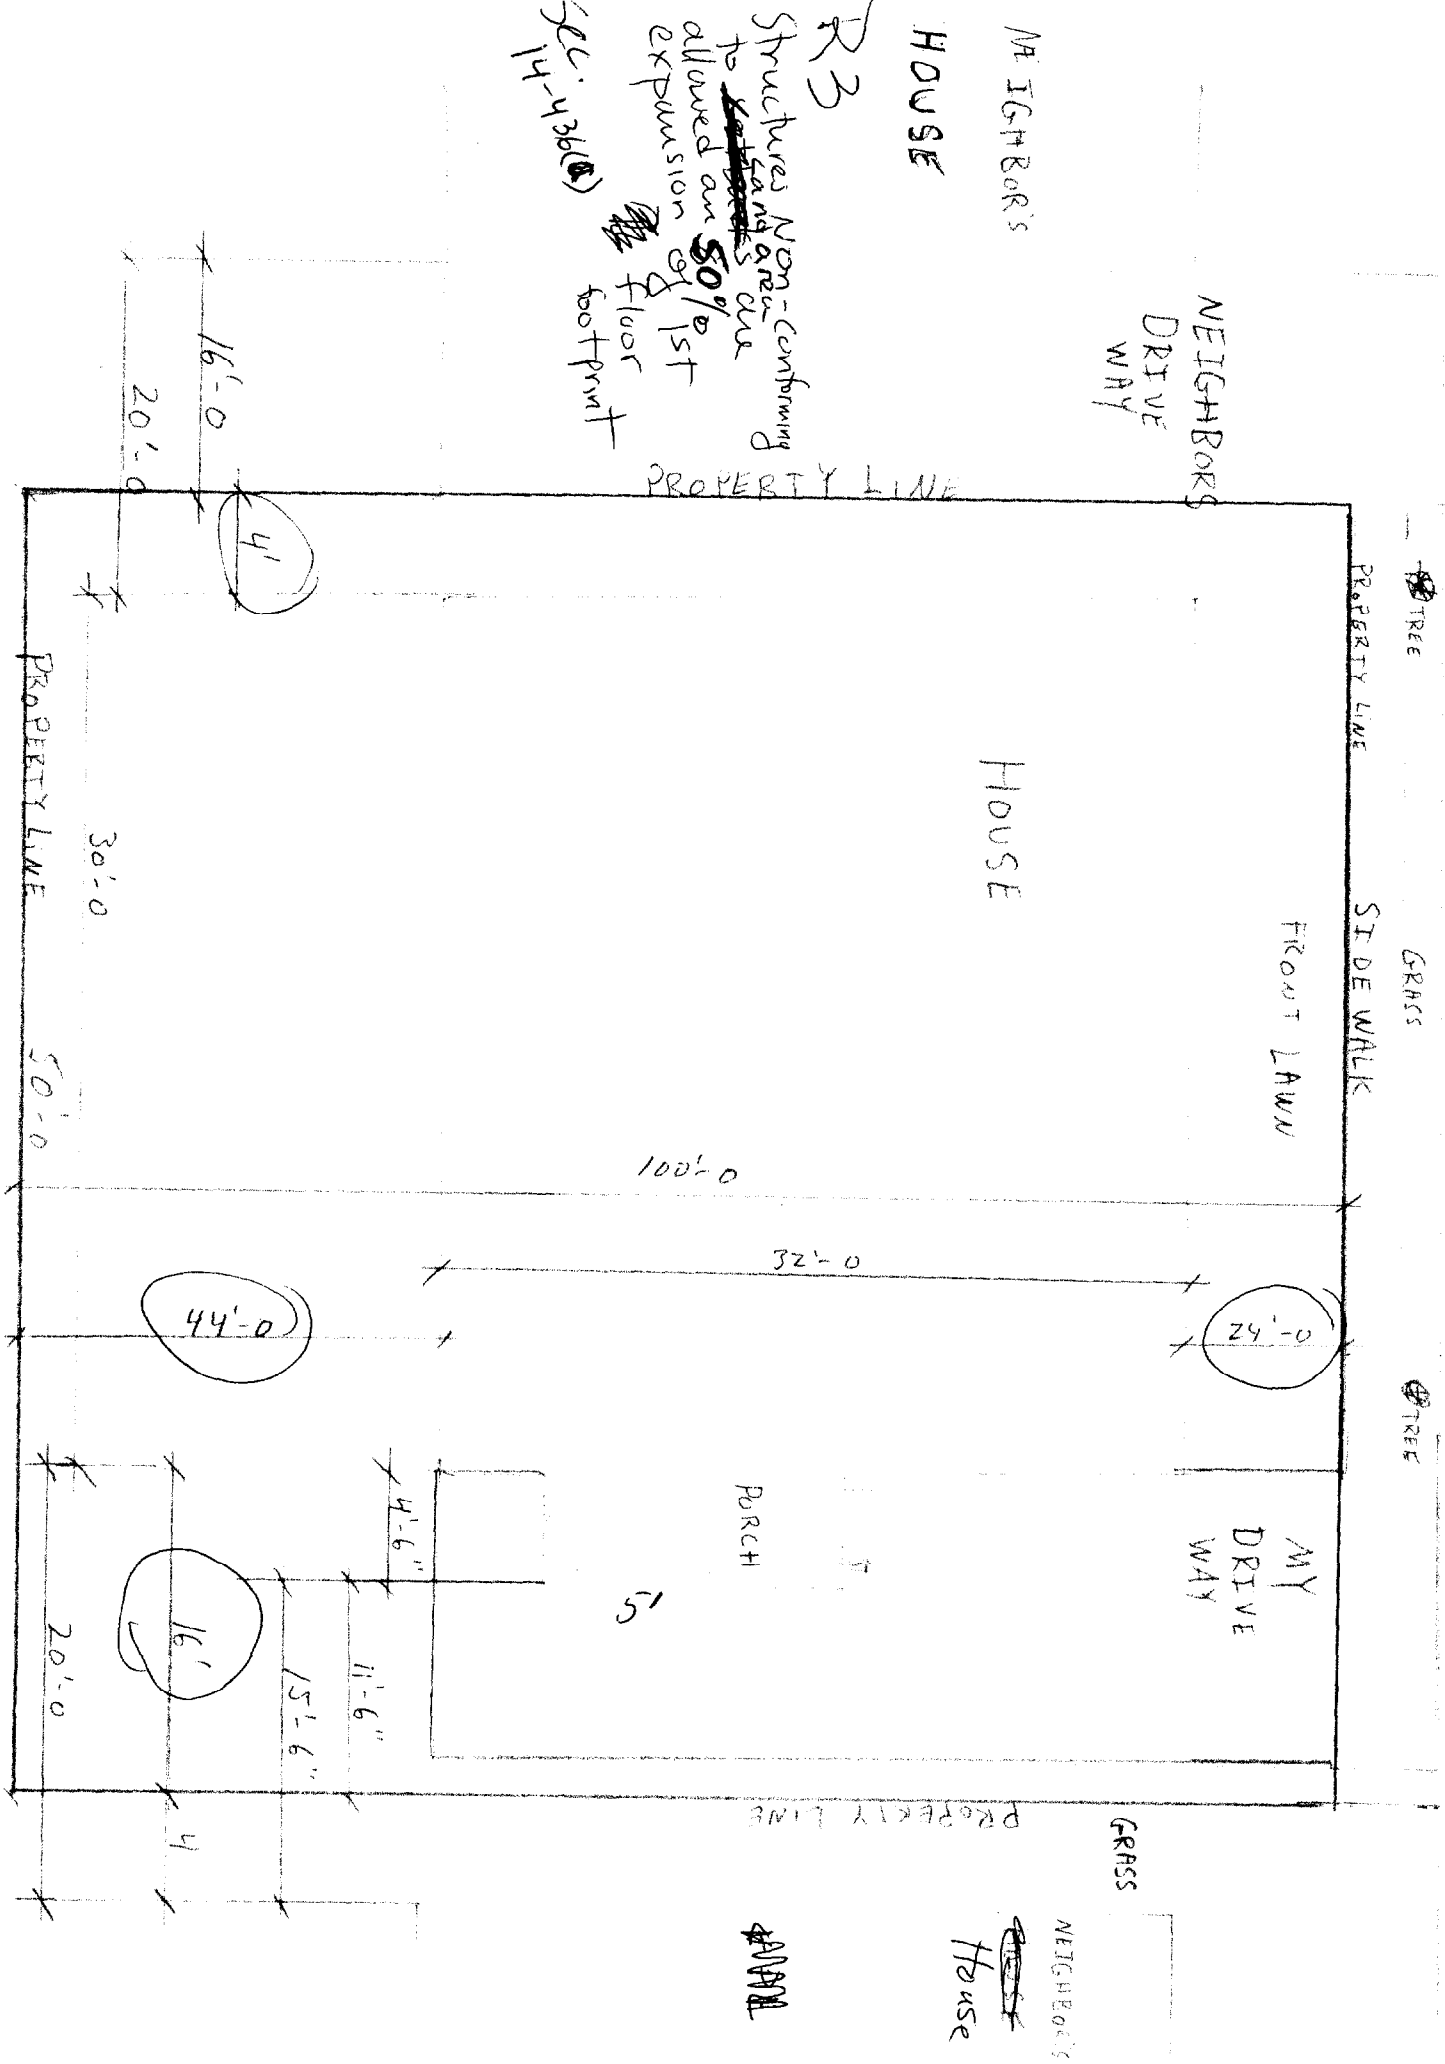 TREE
GRASS
TREE
PROPERTY LINE
SIDEWALK
FRONT LAWN
24'-0
MY
DRIVE
WAY
GRASS
NEIGHBORS
DRIVE
WAY
NEIGHBOR'S
HOUSE
HOUSE
NEIGHBOR'S
House
R3
Structures Non-Conforming
to land area
are
allowed an 50%
expansion of 1st
floor
footprint
Sec.
14-436(a)
PROPERTY LINE
100'-0
32'-0
PORCH
5'
PROPERTY LINE
4'-6"
11'-6"
15'-6"
44'-0
16'
4
20'-0
16'-0
20'-0
4'
30'-0
PROPERTY LINE
50'-0